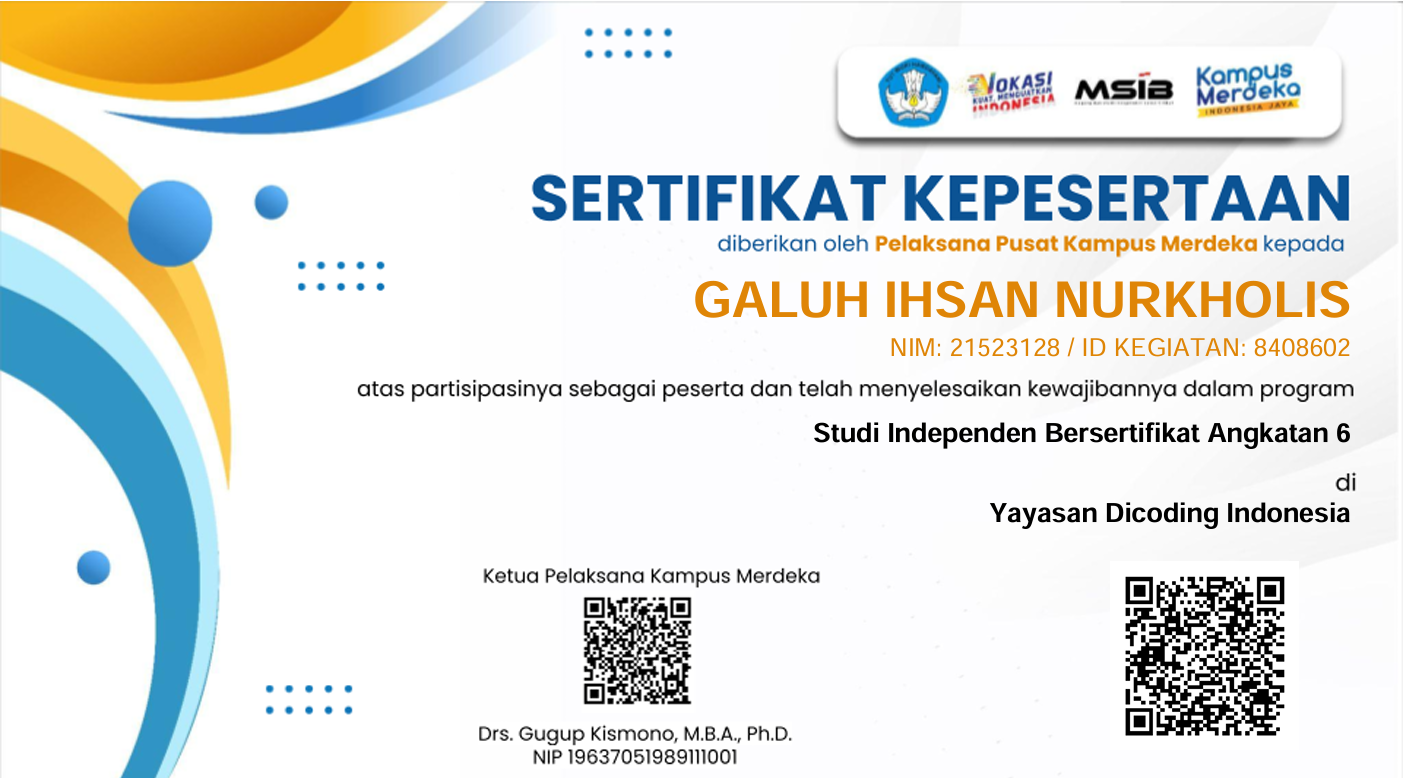 VOKASI
KUAT, MENGUATKAN
INDONESIA
MSIB
Kampus
Merdeka
INDONESIA JAYA
SERTIFIKAT KEPESERTAAN
diberikan oleh Pelaksana Pusat Kampus Merdeka kepada
GALUH IHSAN NURKHOLIS
NIM: 21523128 / ID KEGIATAN: 8408602
atas partisipasinya sebagai peserta dan telah menyelesaikan kewajibannya dalam program
Studi Independen Bersertifikat Angkatan 6
di
Yayasan Dicoding Indonesia
Ketua Pelaksana Kampus Merdeka
Drs. Gugup Kismono, M.B.A., Ph.D.
NIP 19637051989111001